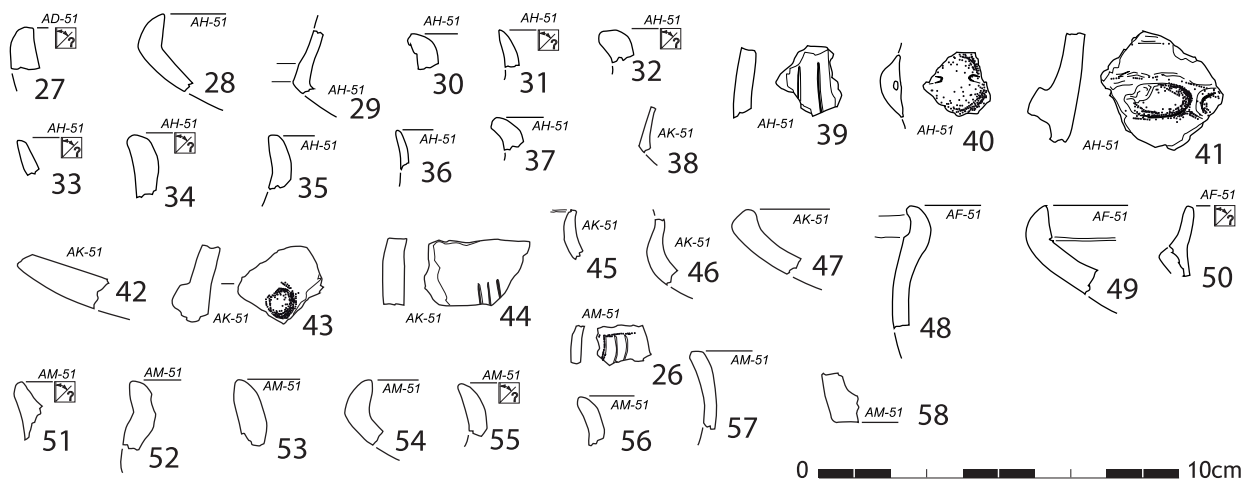 AD-51
?
27
AH-51
28
AH-51
29
AH-51
30
AH-51
?
31
AH-51
?
32
AH-51
39
AH-51
40
AH-51
41
AH-51
?
33
AH-51
?
34
AH-51
35
AH-51
36
AH-51
37
AK-51
38
AK-51
42
AK-51
43
AK-51
44
AK-51
45
AK-51
46
AK-51
47
AF-51
48
AF-51
49
AF-51
?
50
AM-51
26
AM-51
?
51
AM-51
52
AM-51
53
AM-51
54
AM-51
?
55
AM-51
56
AM-51
57
AM-51
58
0 10cm